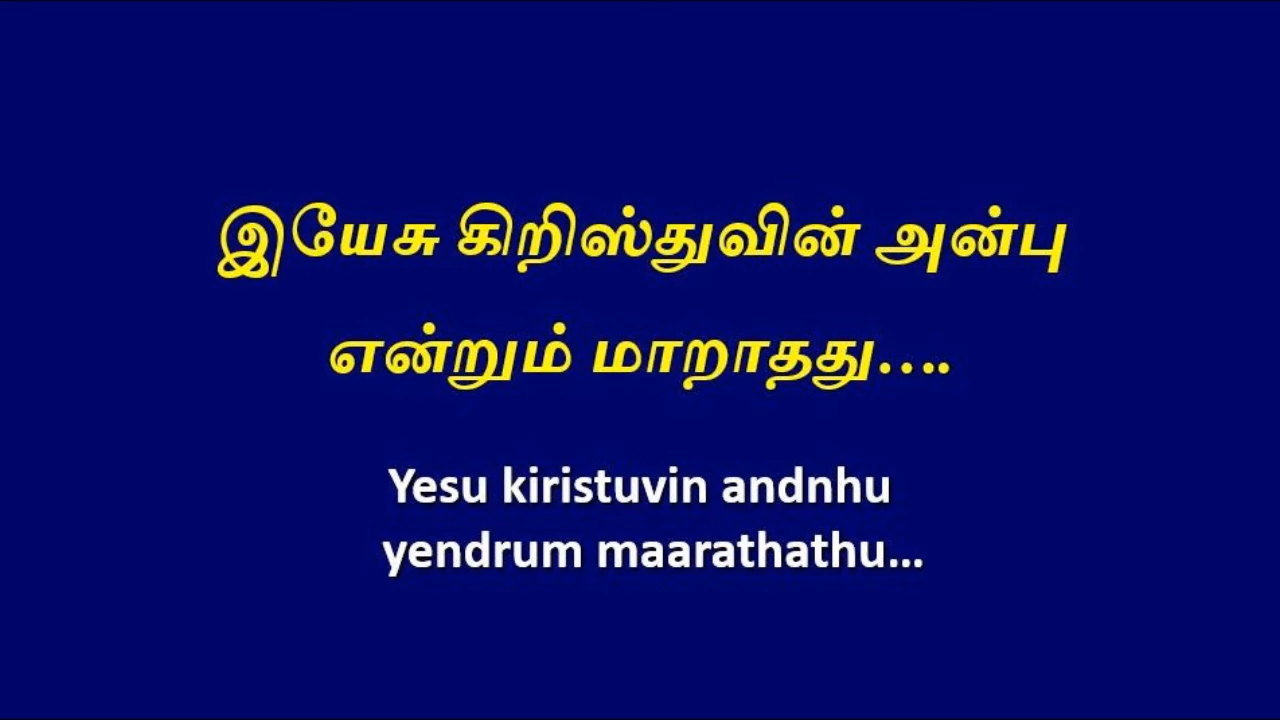 இயேசு கிறிஸ்துவின் அன்பு
என்றும் மாறாதது....
Yesu kiristuvin andnhu
yendrum maarathathu...